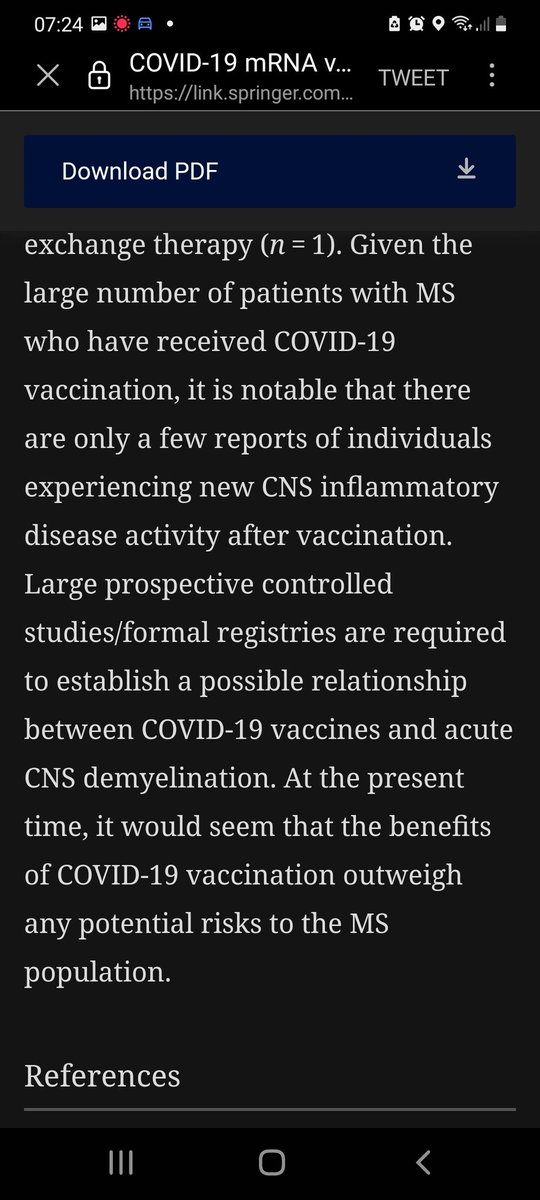 07:24
COVID-19 mRNA v...
https://link.springer.com...
TWEET
Download PDF
exchange therapy (n = 1). Given the
large number of patients with MS
who have received COVID-19
vaccination, it is notable that there
are only a few reports of individuals
experiencing new CNS inflammatory
disease activity after vaccination.
Large prospective controlled
studies/formal registries are required
to establish a possible relationship
between COVID-19 vaccines and acute
CNS demyelination. At the present
time, it would seem that the benefits
of COVID-19 vaccination outweigh
any potential risks to the MS
population.
References